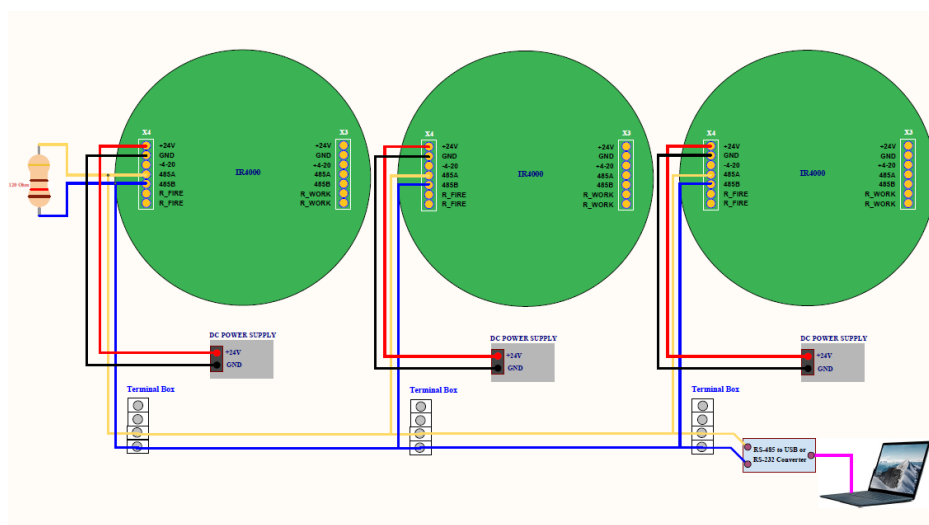 X4
X3
+24V
GND
-4-20
485A
485B
R_FIRE
R_FIRE
IR4000
+24V
GND
+4-20
485A
485B
R_WORK
R_WORK
120 Ohm
X4
X3
+24V
GND
-4-20
485A
485B
R_FIRE
R_FIRE
IR4000
+24V
GND
+4-20
485A
485B
R_WORK
R_WORK
X4
X3
+24V
GND
+4-20
485A
485B
R_FIRE
R_FIRE
IR4000
+24V
GND
+4-20
485A
485B
R_WORK
R_WORK
DC POWER SUPPLY
+24V
GND
DC POWER SUPPLY
+24V
GND
DC POWER SUPPLY
+24V
GND
Terminal Box
Terminal Box
Terminal Box
RS-485 to USB or
RS-232 Converter